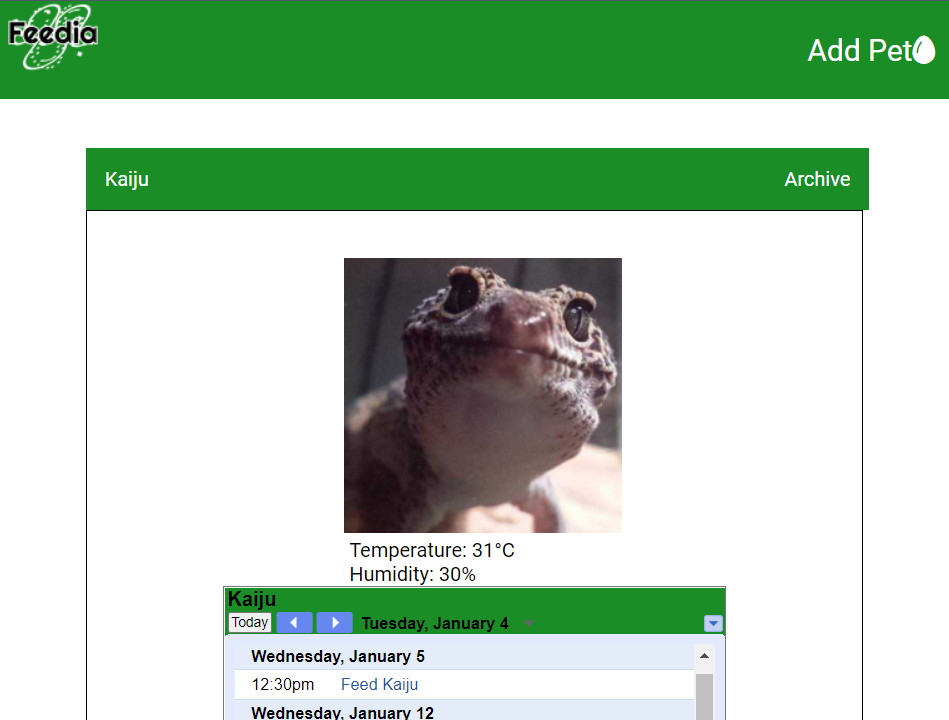 Feedia
Add Pet
Kaiju
Archive
Temperature: 31°C
Humidity: 30%
Kaiju
Today
Tuesday, January 4
Wednesday, January 5
12:30pm Feed Kaiju
Wednesday, January 12